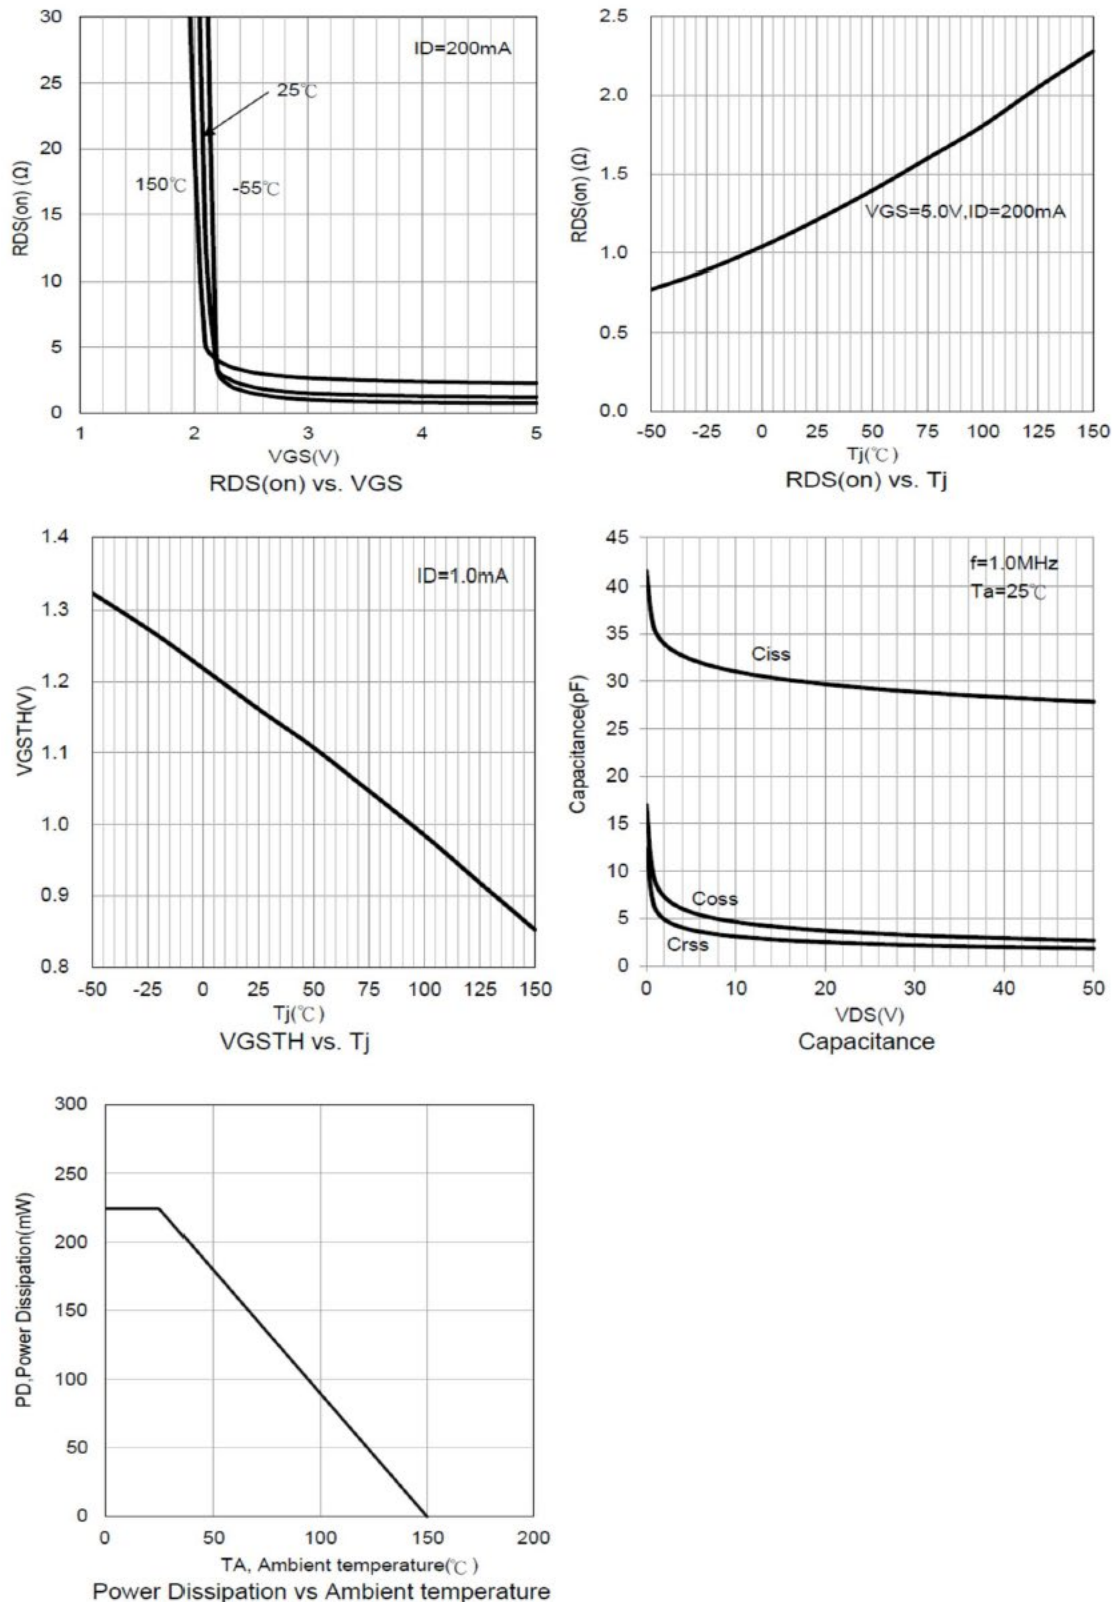 30
25
20
15
10
5
0
RDS(on) (Ω)
ID=200mA
25℃
150℃
-55℃
1 2 3 4 5
VGS(V)
RDS(on) vs. VGS
2.5
2.0
1.5
1.0
0.5
0.0
RDS(on) (Ω)
VGS=5.0V,ID=200mA
-50 -25 0 25 50 75 100 125 150
Tj(℃)
RDS(on) vs. Tj
1.4
1.3
1.2
1.1
1.0
0.9
0.8
VGSTH(V)
ID=1.0mA
-50 -25 0 25 50 75 100 125 150
Tj(℃)
VGSTH vs. Tj
45
40
35
30
25
20
15
10
5
0
Capacitance(pF)
f=1.0MHz
Ta=25℃
Ciss
Coss
Crss
0 10 20 30 40 50
VDS(V)
Capacitance
300
250
200
150
100
50
0
PD,Power Dissipation(mW)
0 50 100 150 200
TA, Ambient temperature(℃)
Power Dissipation vs Ambient temperature